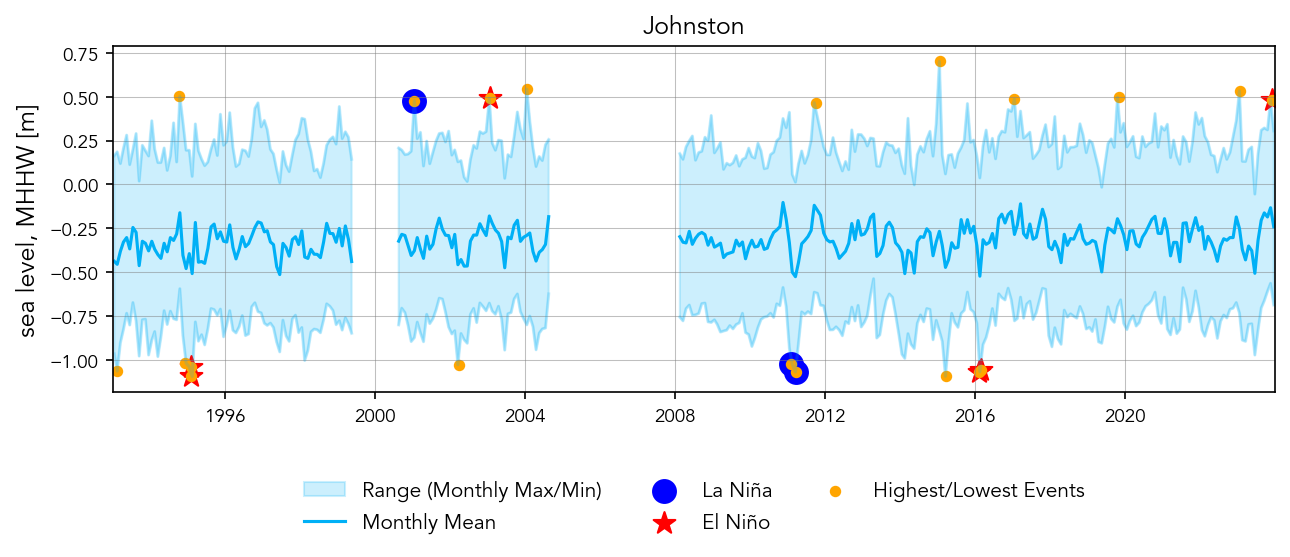 Johnston
sea level, MHHW [m]
0.75
0.50
0.25
0.00
−0.25
−0.50
−0.75
−1.00
1996 2000 2004 2008 2012 2016 2020
Range (Monthly Max/Min) La Niña Highest/Lowest Events
Monthly Mean El Niño